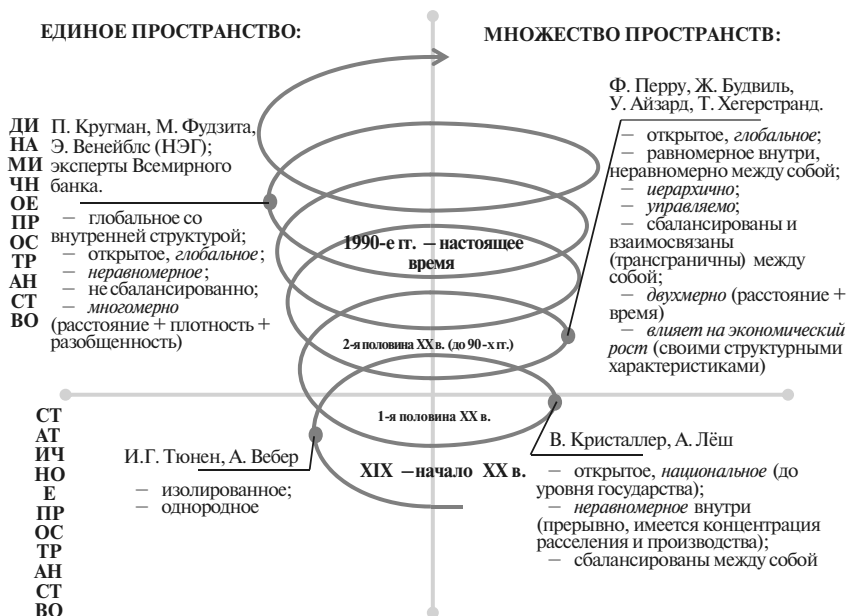 ЕДИНОЕ ПРОСТРАНСТВО:
МНОЖЕСТВО ПРОСТРАНСТВ:
ДИ
НА
МИ
ЧН
ОЕ
ПР
ОС
ТР
АН
СТ
ВО
П. Кругман, М. Фудзита,
Э. Венейблс (НЭГ);
эксперты Всемирного
банка.
— глобальное со
внутренней структурой;
— открытое, глобальное;
— неравномерное;
— не сбалансированно;
— многомерно
(расстояние + плотность +
разобщенность)
1990-е гг. – настоящее
время
2-я половина XX в. (до 90-х гг.)
Ф. Перру, Ж. Будвиль,
У. Айзард, Т. Хегерстранд.
— открытое, глобальное;
— равномерное внутри,
неравномерно между собой;
— иерархично;
— управляемо;
— сбалансированы и
взаимосвязаны
(трансграничны) между
собой;
— двухмерно (расстояние +
время)
— влияет на экономический
рост (своими структурными
характеристиками)
СТ
АТ
ИЧ
НО
Е
ПР
ОС
ТР
АН
СТ
ВО
И.Г. Тюнен, А. Вебер
— изолированное;
— однородное
1-я половина XX в.
XIX –начало XX в.
В. Кристаллер, А. Лёш
— открытое, национальное (до
уровня государства);
— неравномерное внутри
(прерывно, имеется концентрация
расселения и производства);
— сбалансированы между собой